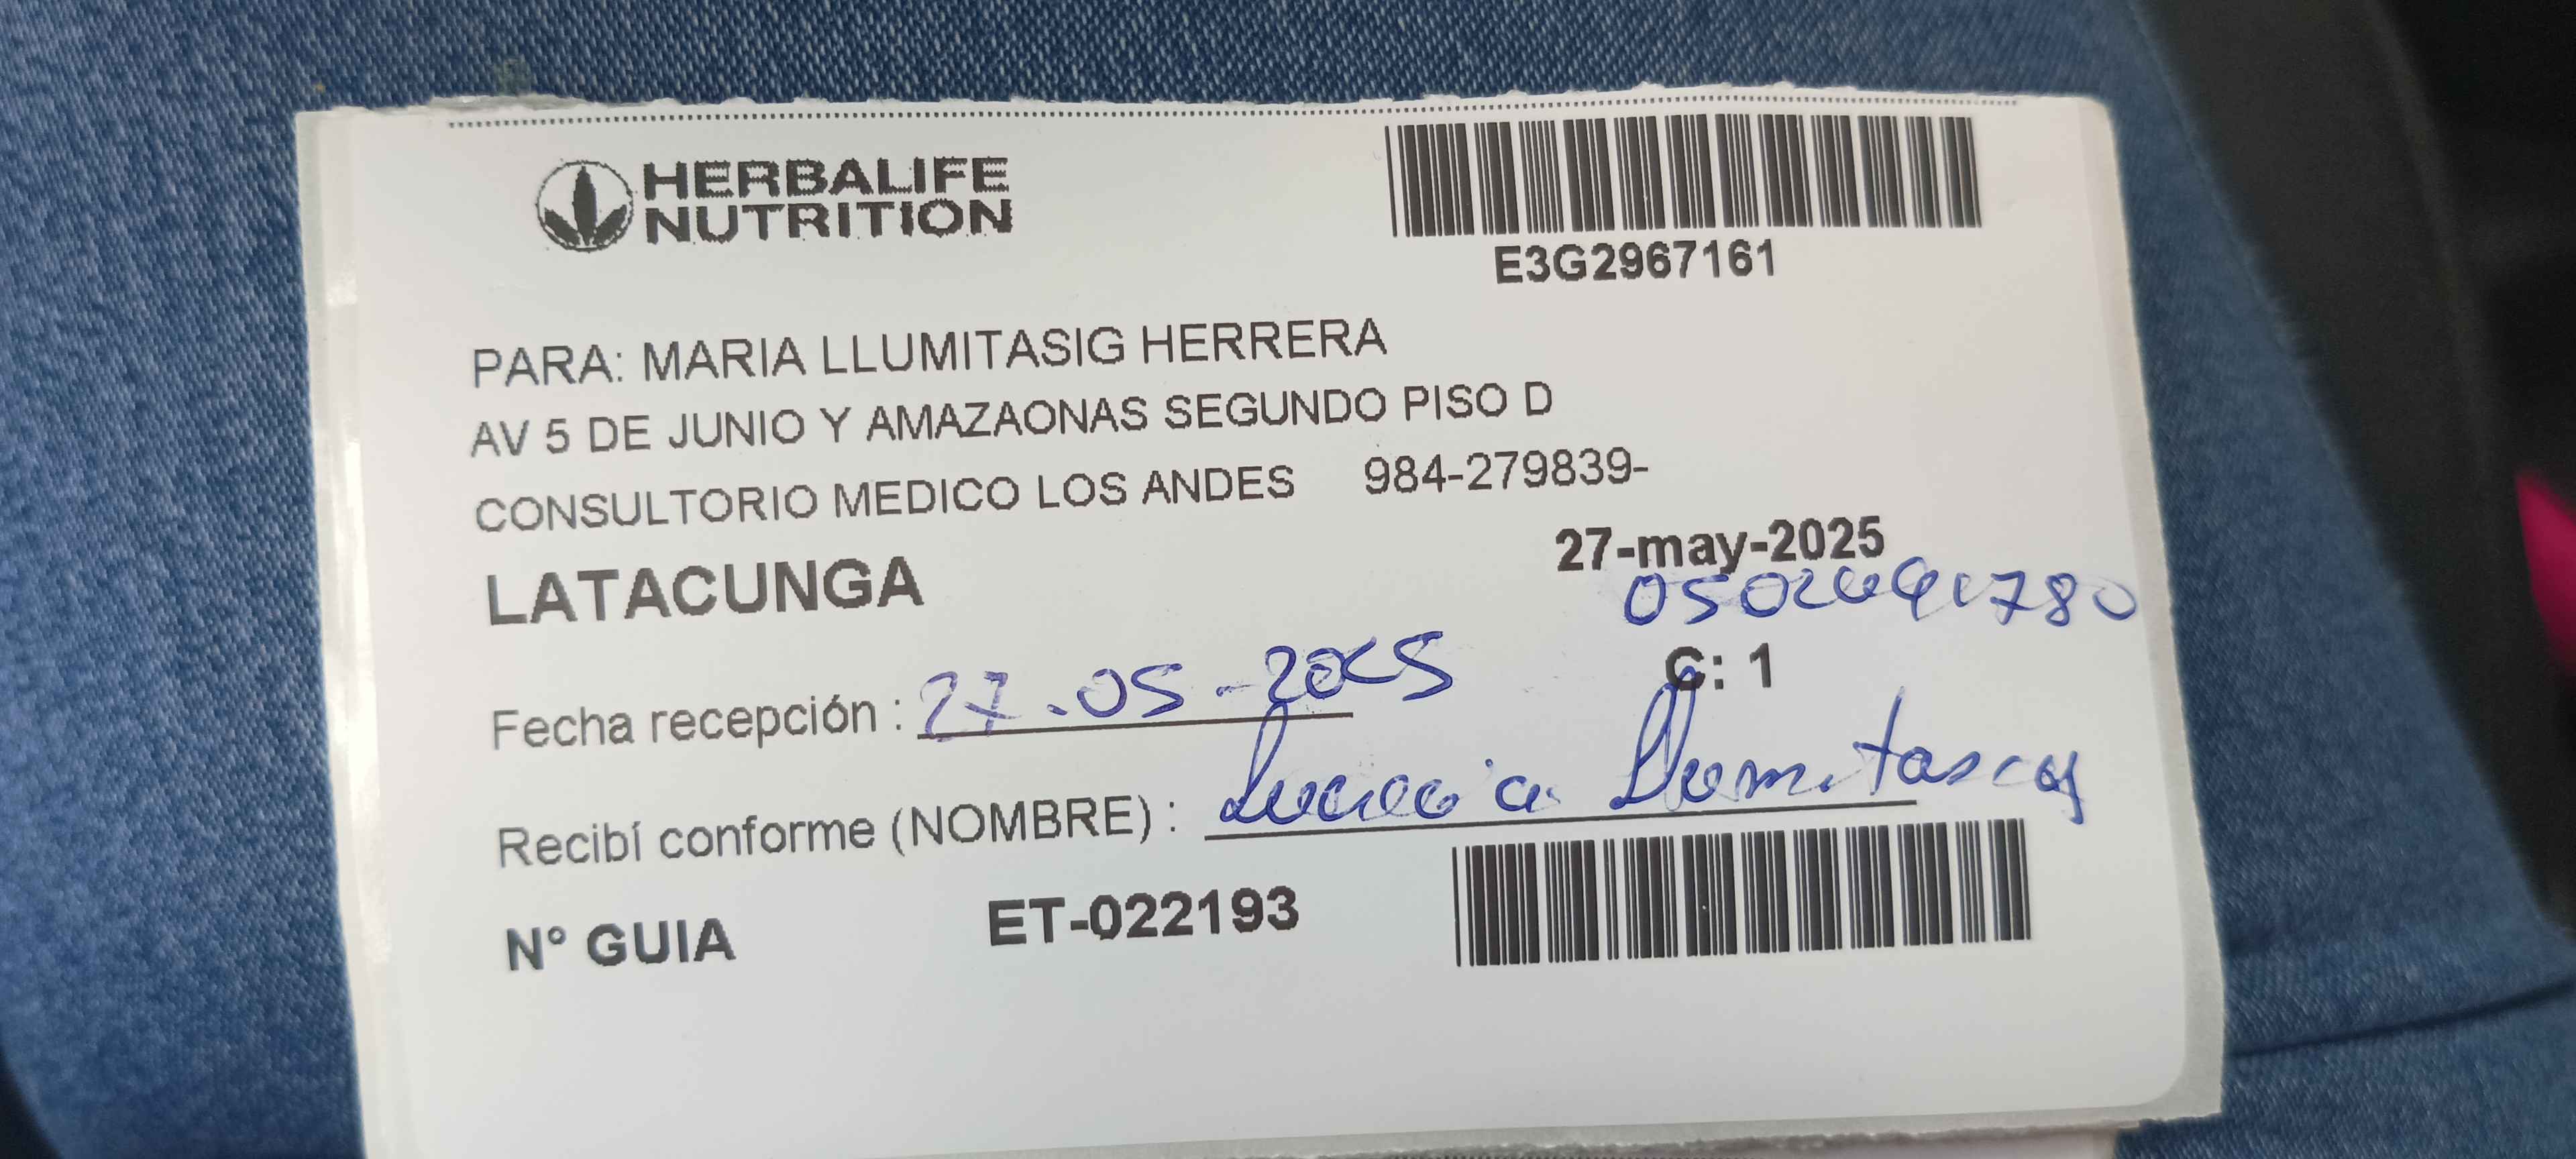 HERBALIFE
NUTRITION
E3G2967161
PARA: MARIA LLUMITASIG HERRERA
AV 5 DE JUNIO Y AMAZAONAS SEGUNDO PISO D
CONSULTORIO MEDICO LOS ANDES 984-279839-
27-may-2025
LATACUNGA
C: 1
Fecha recepción : 27-05-2025
Recibí conforme (NOMBRE) :
N° GUIA ET-022193